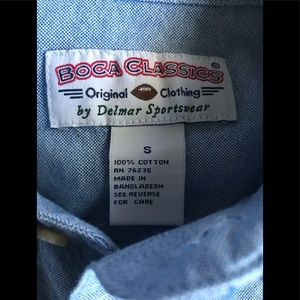 BOCA CLASSICS®
Original Clothing
by Delmar Sportswear
S
100% COTTON
RN 76235
MADE IN
BANGLADESH
SEE REVERSE
FOR CARE